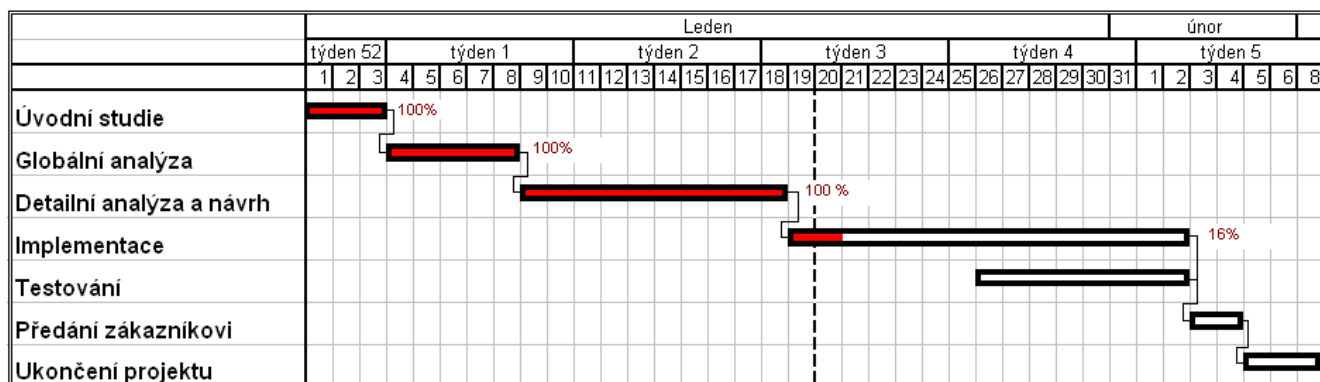 Leden únor
týden 52 týden 1 týden 2 týden 3 týden 4 týden 5
1 2 3 4 5 6 7 8 9 10 11 12 13 14 15 16 17 18 19 20 21 22 23 24 25 26 27 28 29 30 31 1 2 3 4 5 6 8
Úvodní studie 100%
Globální analýza 100%
Detailní analýza a návrh 100 %
Implementace 16%
Testování
Předání zákazníkovi
Ukončení projektu